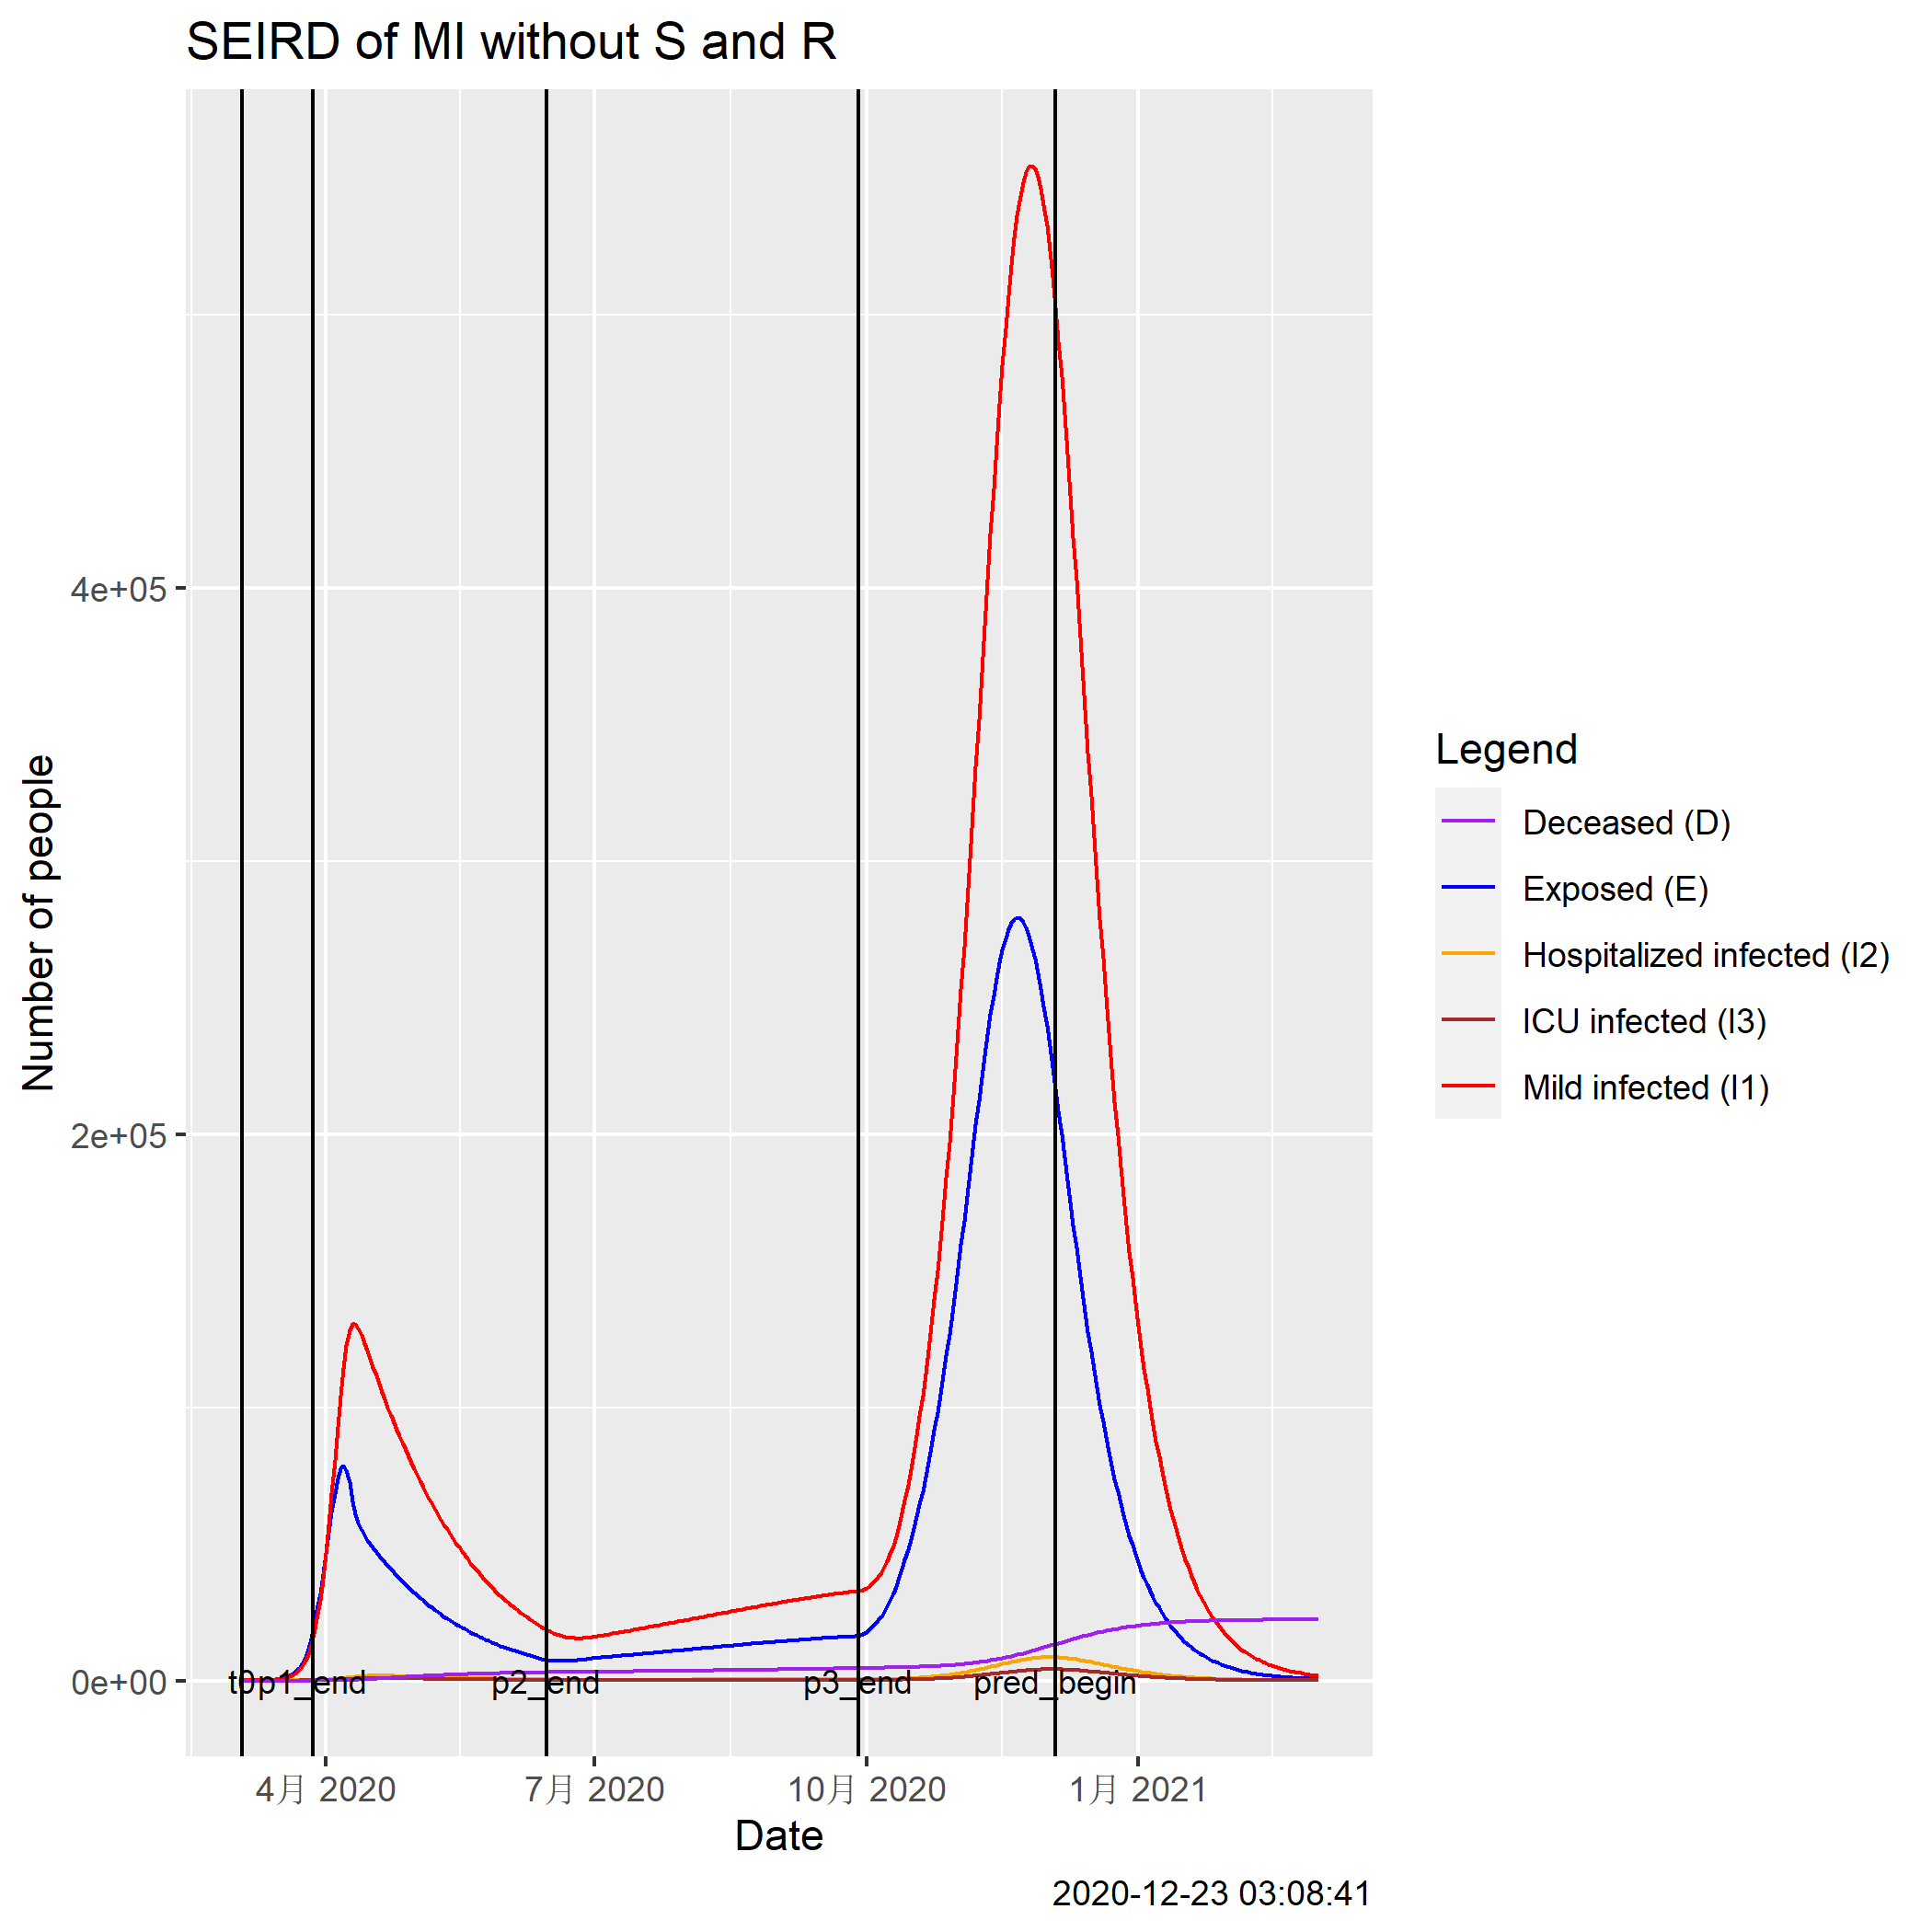 SEIRD of MI without S and R
Number of people
4e+05
2e+05
0e+00
t0
p1_end
p2_end
p3_end
pred_begin
4月 2020
7月 2020
10月 2020
1月 2021
Date
Legend
Deceased (D)
Exposed (E)
Hospitalized infected (I2)
ICU infected (I3)
Mild infected (I1)
2020-12-23 03:08:41